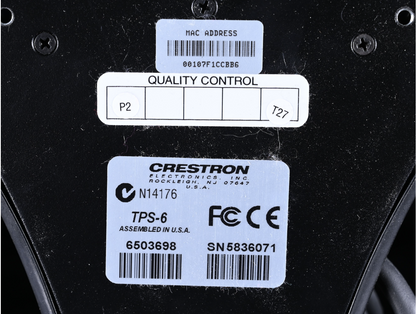 MAC ADDRESS
00107F1CCBB6
QUALITY CONTROL
P2
T27
CRESTRON
ELECTRONICS, INC.
ROCKLEIGH, NJ 07647
U.S.A.
N14176
TPS-6
ASSEMBLED IN U.S.A.
FC CE
6503698
SN5836071